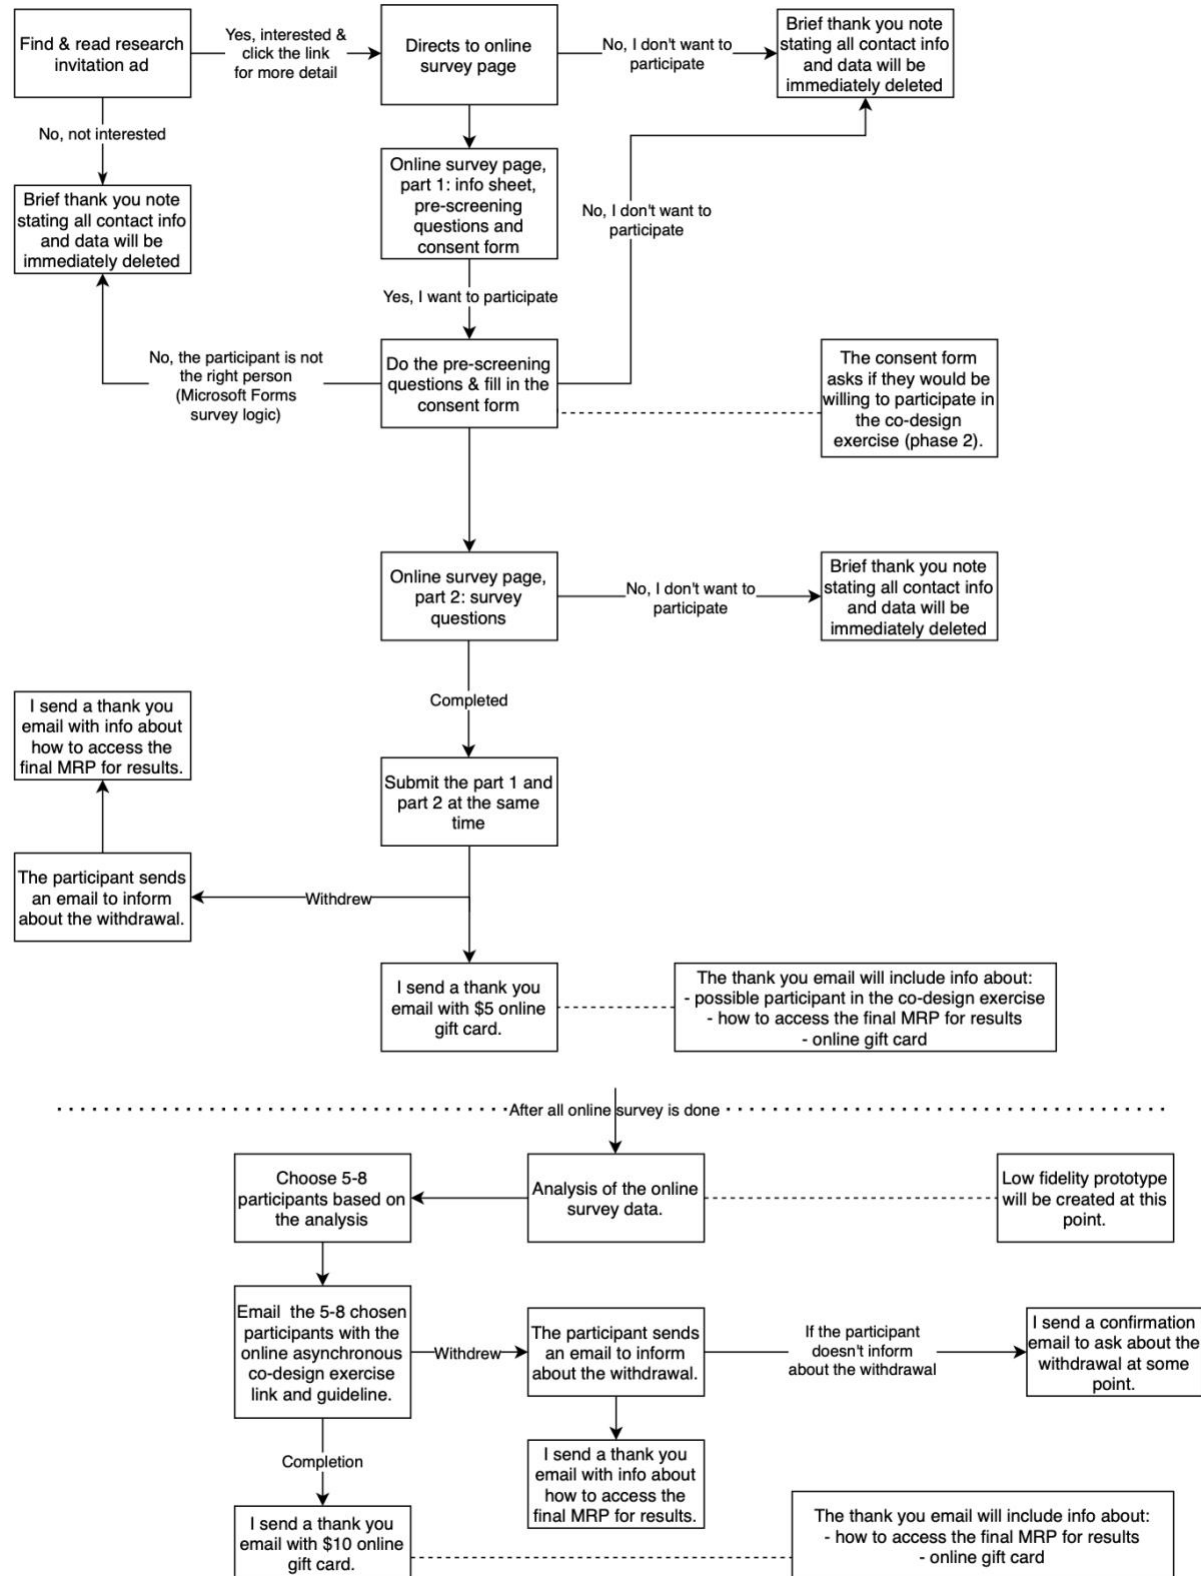 Find & read research
invitation ad
Yes, interested &
click the link
for more detail
Directs to online
survey page
No, I don't want to
participate
Brief thank you note
stating all contact info
and data will be
immediately deleted
No, not interested
Brief thank you note
stating all contact info
and data will be
immediately deleted
Online survey page,
part 1: info sheet,
pre-screening
questions and
consent form
No, I don't want to
participate
Yes, I want to participate
No, the participant is not
the right person
(Microsoft Forms
survey logic)
Do the pre-screening
questions & fill in the
consent form
The consent form
asks if they would be
willing to participate in
the co-design
exercise (phase 2).
Online survey page,
part 2: survey
questions
No, I don't want to
participate
Brief thank you note
stating all contact info
and data will be
immediately deleted
Completed
I send a thank you
email with info about
how to access the
final MRP for results.
Submit the part 1 and
part 2 at the same
time
The participant sends
an email to inform
about the withdrawal.
Withdrew
I send a thank you
email with $5 online
gift card.
The thank you email will include info about:
- possible participant in the co-design exercise
- how to access the final MRP for results
- online gift card
After all online survey is done
Choose 5-8
participants based on
the analysis
Analysis of the online
survey data.
Low fidelity prototype
will be created at this
point.
Email the 5-8 chosen
participants with the
online asynchronous
co-design exercise
link and guideline.
Withdrew
The participant sends
an email to inform
about the withdrawal.
If the participant
doesn't inform
about the withdrawal
I send a confirmation
email to ask about the
withdrawal at some
point.
Completion
I send a thank you
email with info about
how to access the
final MRP for results.
I send a thank you
email with $10 online
gift card.
The thank you email will include info about:
- how to access the final MRP for results
- online gift card